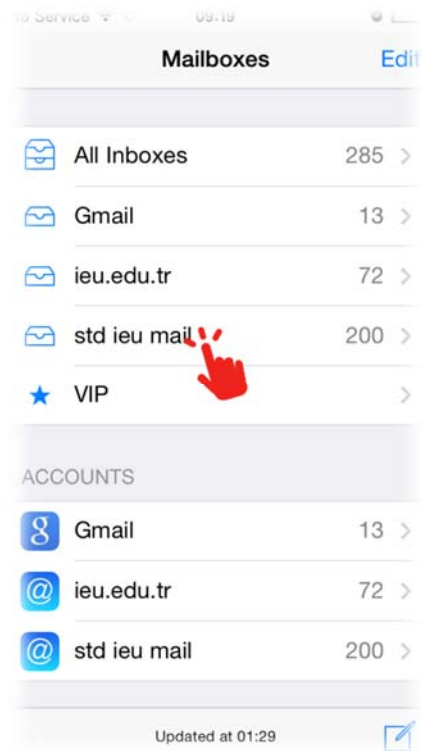 Service 09:19
Mailboxes Edit
All Inboxes 285
Gmail 13
ieu.edu.tr 72
std ieu mail 200
VIP
ACCOUNTS
Gmail 13
ieu.edu.tr 72
std ieu mail 200
Updated at 01:29